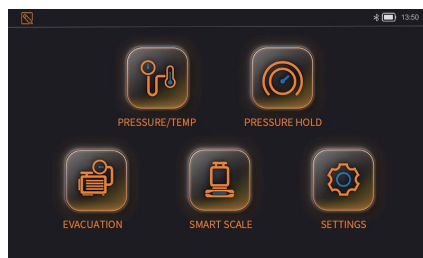 13:50
PRESSURE/TEMP
PRESSURE HOLD
EVACUATION
SMART SCALE
SETTINGS